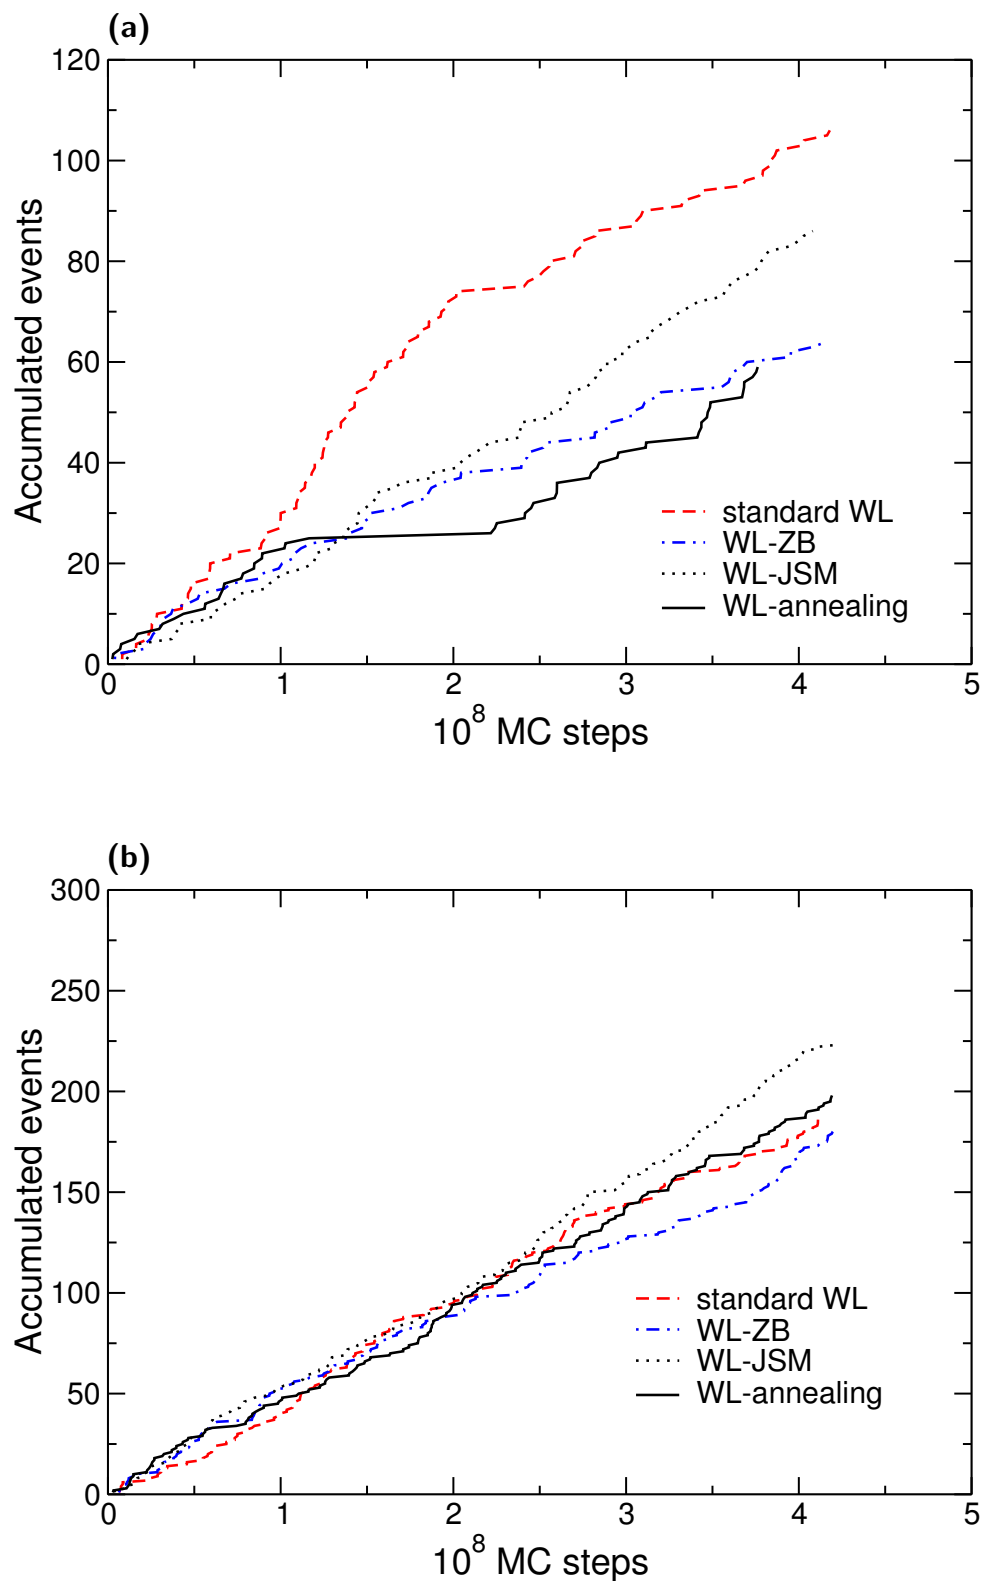 (a)
120
100
80
60
40
20
0
Accumulated events
standard WL
WL-ZB
WL-JSM
WL-annealing
0 1 2 3 4 5
10^8 MC steps
(b)
300
250
200
150
100
50
0
Accumulated events
standard WL
WL-ZB
WL-JSM
WL-annealing
0 1 2 3 4 5
10^8 MC steps